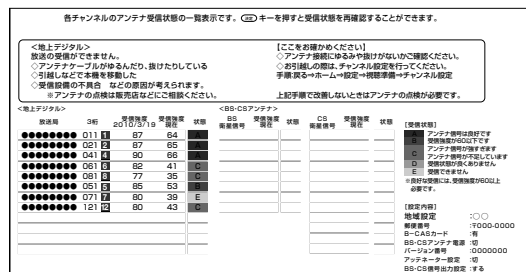 各チャンネルのアンテナ受信状態の一覧表示です。 キーを押すと受信状態を再確認することができます。
<地上デジタル>
放送の受信ができません。
◇アンテナケーブルがゆるんだり、抜けたりしている
◇引越しなどで本機を移動した
◇受信設備の不具合 などの原因が考えられます。
※アンテナの点検は販売店などにご相談ください。
【ここをお確かめください】
◇アンテナ接続にゆるみや抜けがないかご確認ください。
◇お引越しの際は、チャンネル設定を行ってください。
手順:戻る→ホーム→設定→視聴準備→チャンネル設定
上記手順で改善しないときはアンテナの点検が必要です。
<地上デジタル>
放送局 3桁 受信強度 2010/3/19 受信強度 現在 状態
●●●●●●●● 011 1 87 64 A
●●●●●●●● 021 2 87 65 A
●●●●●●●● 041 4 90 66 A
●●●●●●●● 061 6 82 41 C
●●●●●●●● 081 8 77 35 C
●●●●●●●● 051 5 85 53 B
●●●●●●●● 071 7 80 39 E
●●●●●●●● 121 12 80 43 C
<BS・CSアンテナ>
BS 衛星信号 受信強度 現在 状態
CS 衛星信号 受信強度 現在 状態
[受信状態]
A アンテナ信号は良好です
B 受信強度が60以下です
アンテナ信号が強すぎます
C アンテナ信号が不足しています
D 受信状態が良くありません
E 受信できません
※良好な受信には、受信強度が60以上
必要です。
[設定内容]
地域設定 :○○
郵便番号 :〒000-0000
B-CASカード :有
BS・CSアンテナ電源 :切
バージョン番号 :0000000
アッテネーター設定 :切
BS・CS信号出力設定 :する